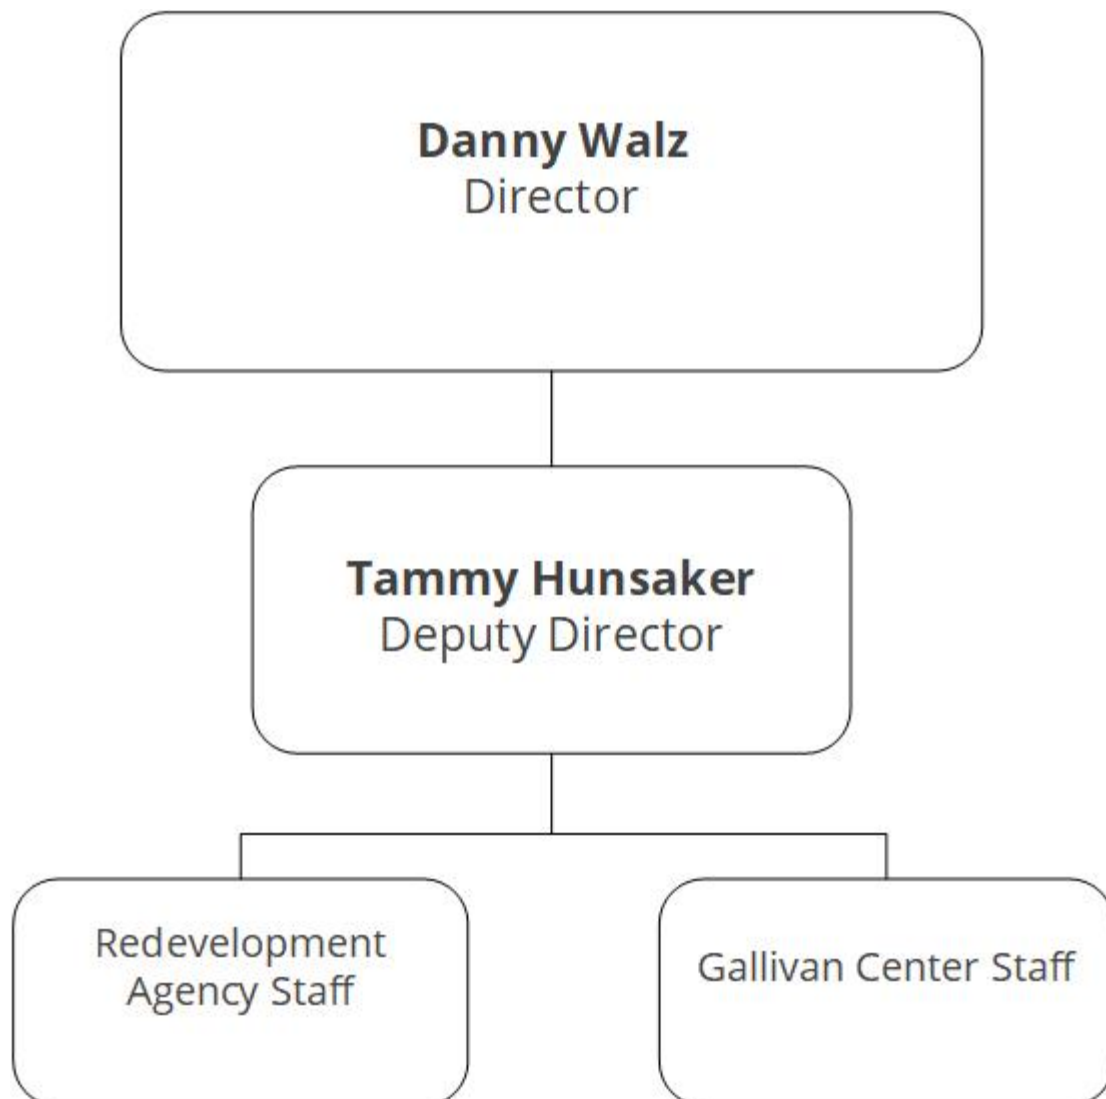 Danny Walz
Director
Tammy Hunsaker
Deputy Director
Redevelopment
Agency Staff
Gallivan Center Staff